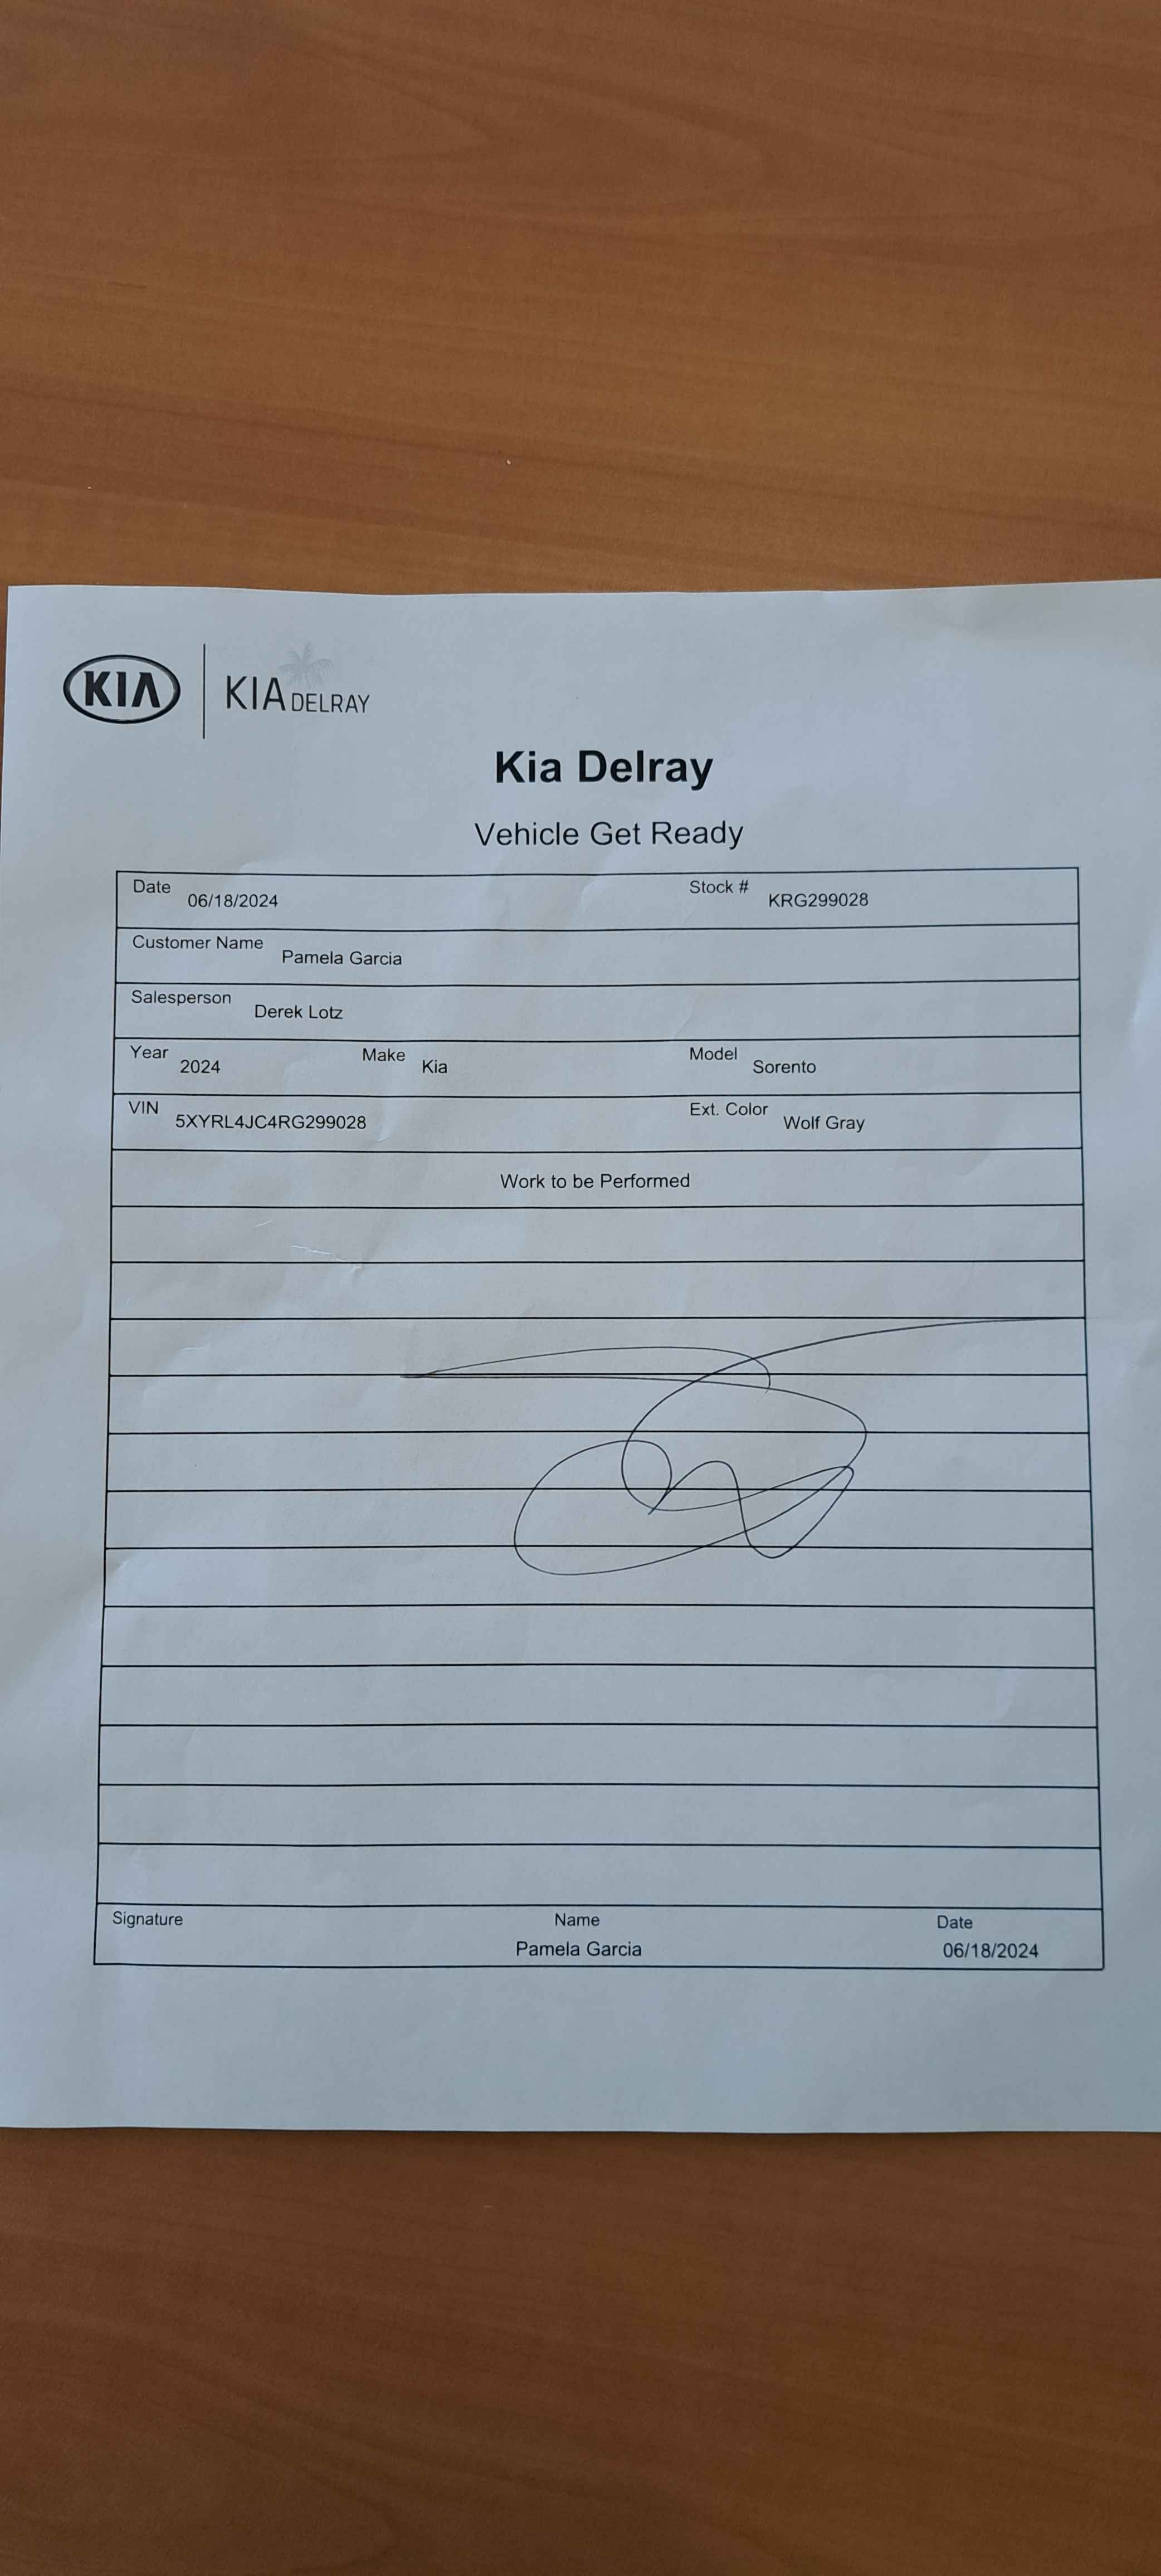 KIA KIA DELRAY
Kia Delray
Vehicle Get Ready
Date 06/18/2024 Stock # KRG299028
Customer Name Pamela Garcia
Salesperson Derek Lotz
Year 2024 Make Kia Model Sorento
VIN 5XYRL4JC4RG299028 Ext. Color Wolf Gray
Work to be Performed
Signature Name Date
Pamela Garcia 06/18/2024